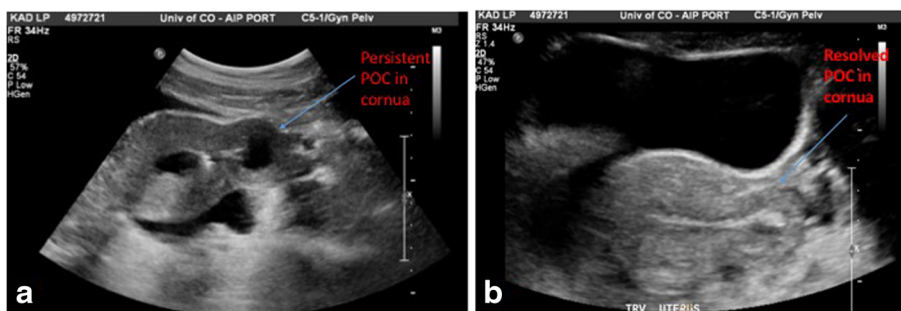 KAD LP 4972721 Univ of CO - AIP PORT C5-1/Gyn Pelv
FR 34Hz
RS
2D
57%
C 54
P Low
HGen
M3
Persistent
POC in
cornua
x
a
KAD LP 4972721 Univ of CO - AIP PORT C5-1/Gyn Pelv
FR 34Hz
RS
Z 1.4
2D
47%
C 54
P Low
HGen
M3
Resolved
POC in
cornua
x
TRV UTERUS
b